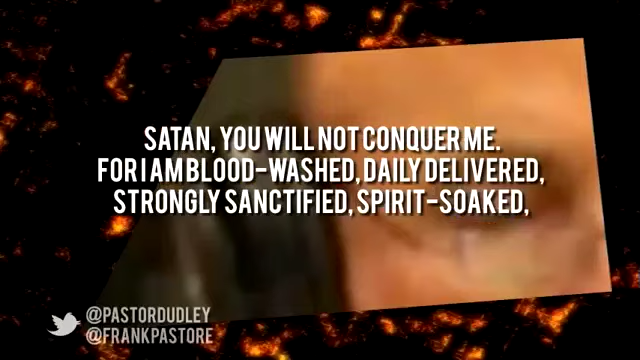 SATAN, YOU WILL NOT CONQUER ME.
FOR I AM BLOOD-WASHED, DAILY DELIVERED,
STRONGLY SANCTIFIED, SPIRIT-SOAKED,
@PASTORDUDLEY
@FRANKPASTORE